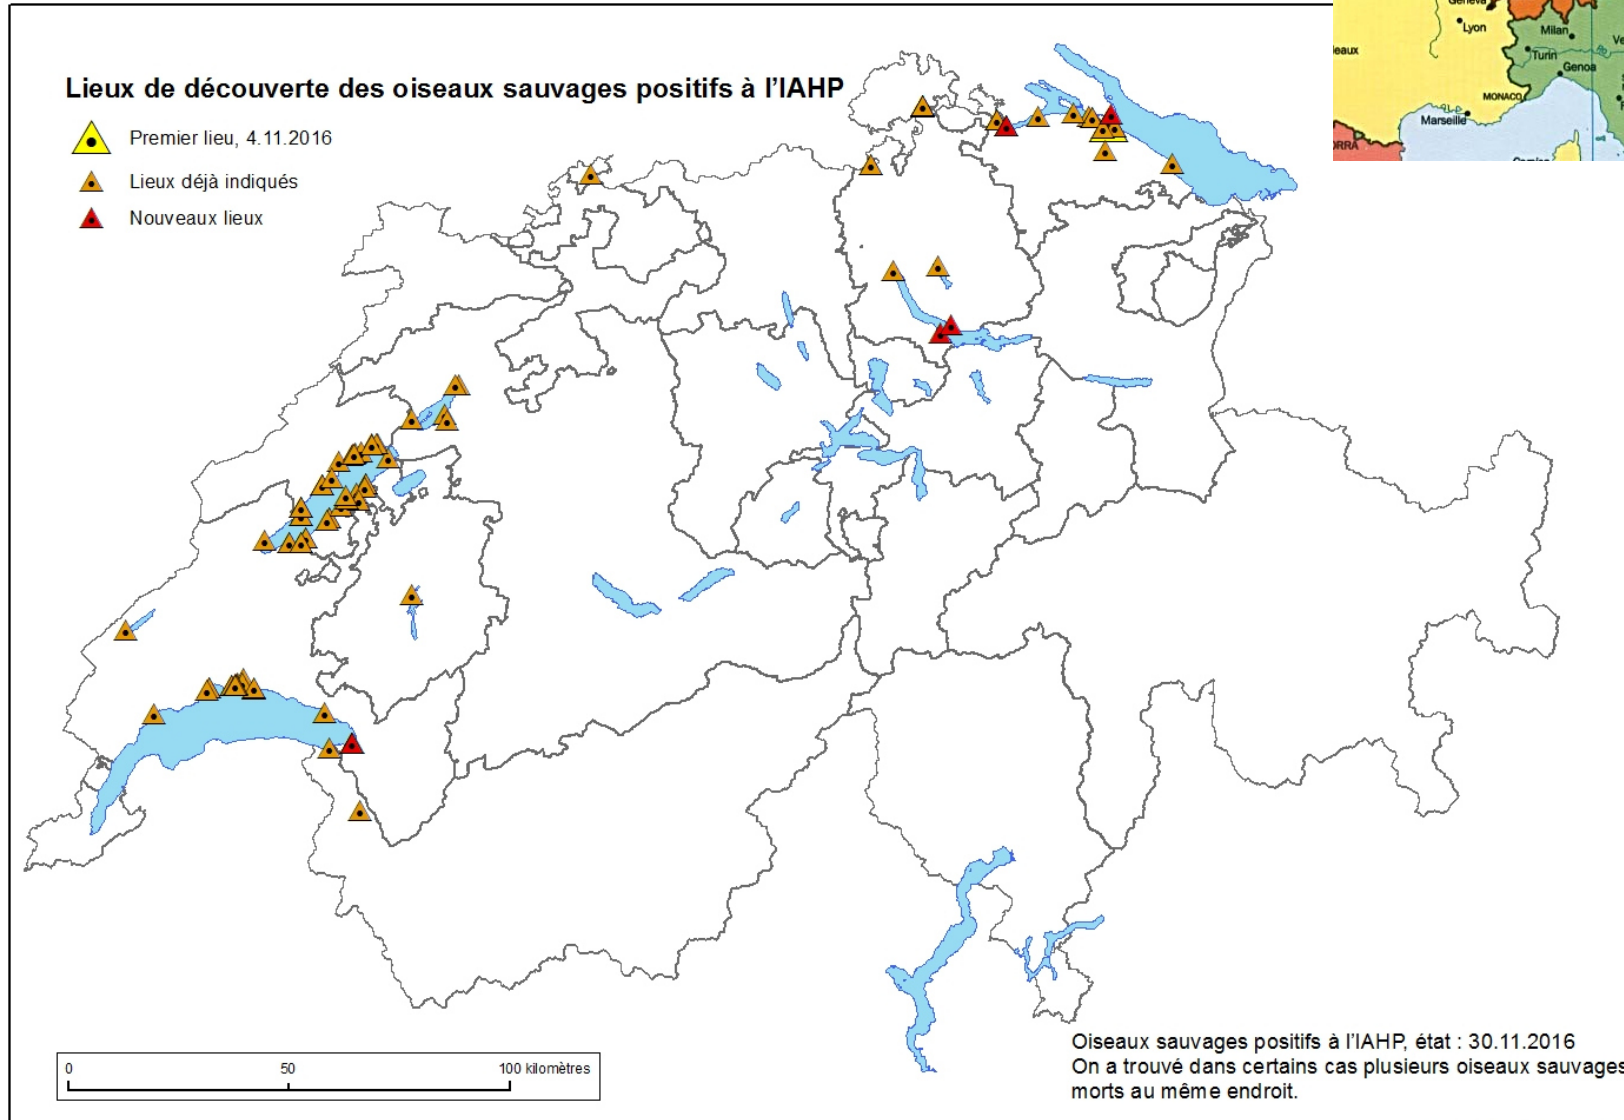 Lieux de découverte des oiseaux sauvages positifs à l'IAHP
Premier lieu, 4.11.2016
Lieux déjà indiqués
Nouveaux lieux
Geneva
Lyon
Milan
Turin
Genoa
MONACO
Marseille
0 50 100 kilomètres
Oiseaux sauvages positifs à l'IAHP, état : 30.11.2016
On a trouvé dans certains cas plusieurs oiseaux sauvages
morts au même endroit.